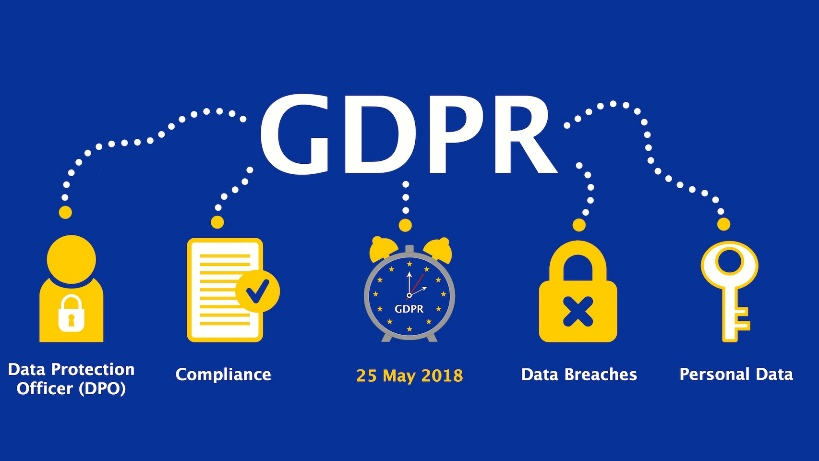 GDPR
GDPR
Data Protection
Officer (DPO)
Compliance
25 May 2018
Data Breaches
Personal Data